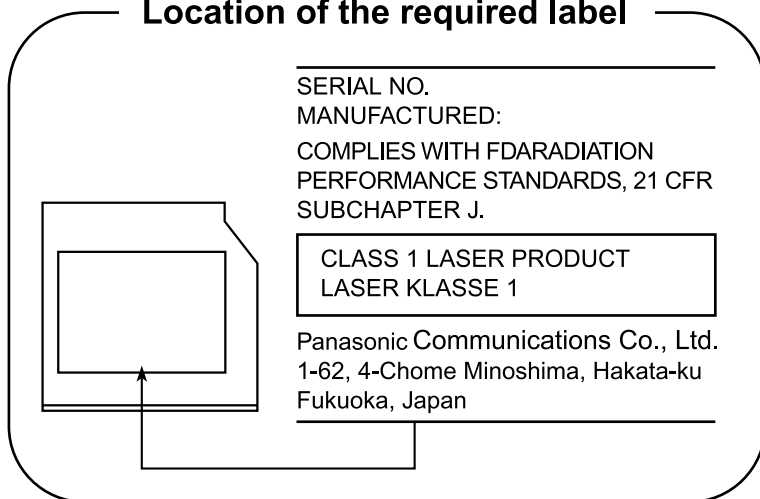 Location of the required label
SERIAL NO.
MANUFACTURED:
COMPLIES WITH FDARADIATION
PERFORMANCE STANDARDS, 21 CFR
SUBCHAPTER J.
CLASS 1 LASER PRODUCT
LASER KLASSE 1
Panasonic Communications Co., Ltd.
1-62, 4-Chome Minoshima, Hakata-ku
Fukuoka, Japan